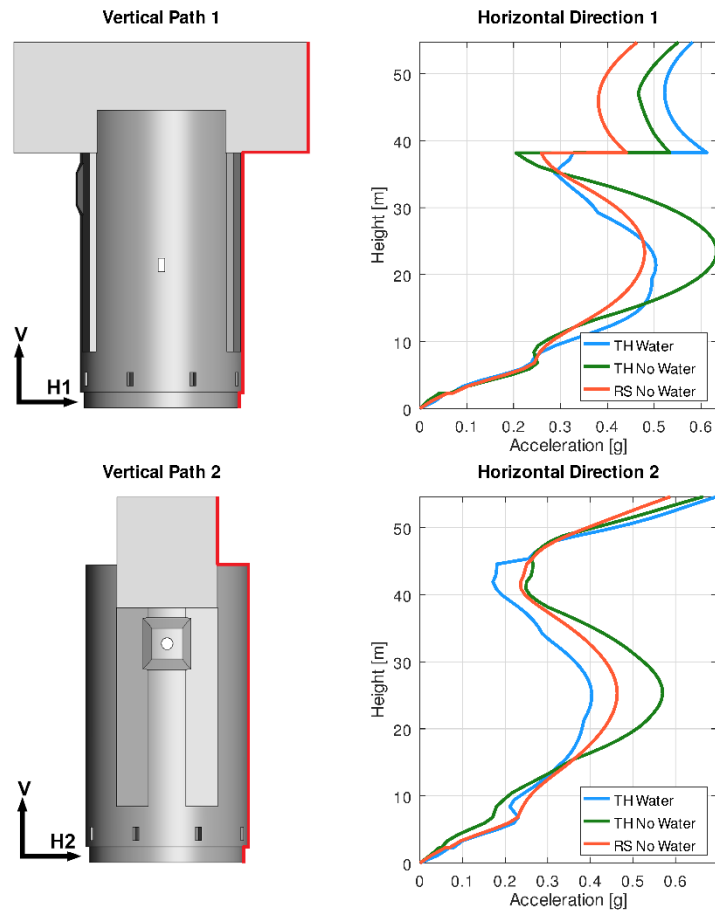 Vertical Path 1
Horizontal Direction 1
V
H1
Height [m]
50
40
30
20
10
0
TH Water
TH No Water
RS No Water
0 0.1 0.2 0.3 0.4 0.5 0.6
Acceleration [g]
Vertical Path 2
Horizontal Direction 2
V
H2
Height [m]
50
40
30
20
10
0
TH Water
TH No Water
RS No Water
0 0.1 0.2 0.3 0.4 0.5 0.6
Acceleration [g]